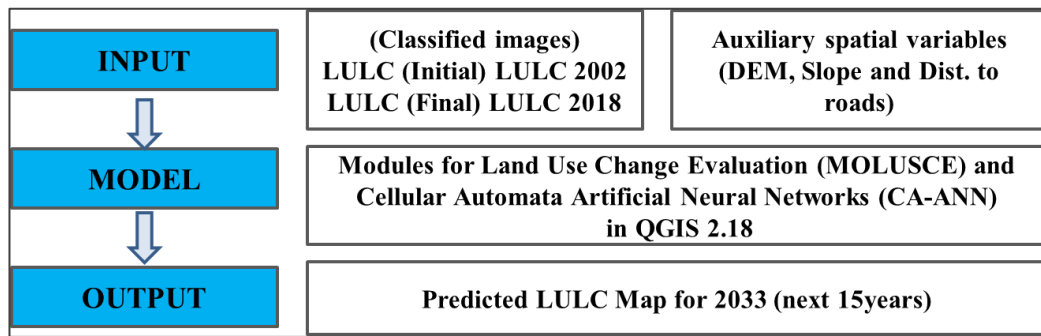 INPUT
(Classified images)
LULC (Initial) LULC 2002
LULC (Final) LULC 2018
Auxiliary spatial variables
(DEM, Slope and Dist. to
roads)
MODEL
Modules for Land Use Change Evaluation (MOLUSCE) and
Cellular Automata Artificial Neural Networks (CA-ANN)
in QGIS 2.18
OUTPUT
Predicted LULC Map for 2033 (next 15years)